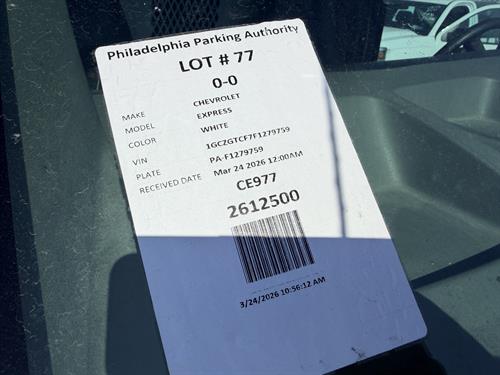 Philadelphia Parking Authority
LOT # 77
0-0
MAKE CHEVROLET
MODEL EXPRESS
COLOR WHITE
VIN 1GCZGTCF7F1279759
PLATE PA-F1279759
RECEIVED DATE Mar 24 2026 12:00AM
CE977
2612500
3/24/2026 10:56:12 AM